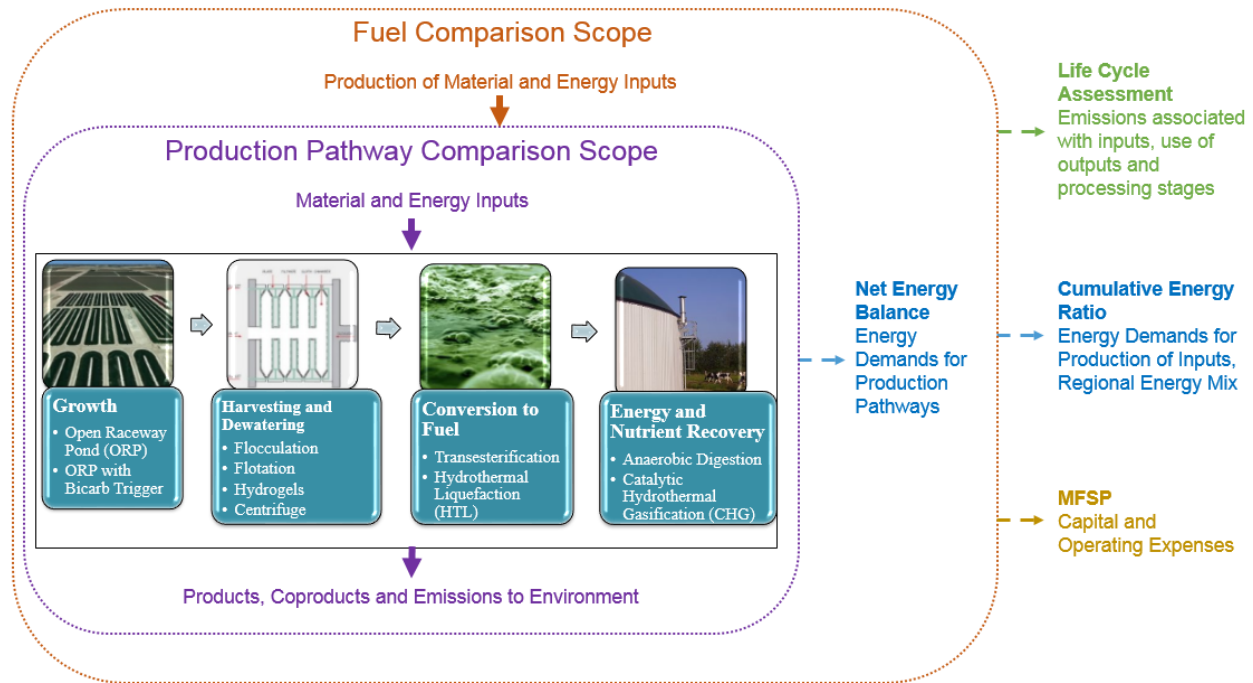 Fuel Comparison Scope
Production of Material and Energy Inputs
Production Pathway Comparison Scope
Material and Energy Inputs
Growth
• Open Raceway
Pond (ORP)
• ORP with
Bicarb Trigger
Harvesting and
Dewatering
• Flocculation
• Flotation
• Hydrogels
• Centrifuge
Conversion to
Fuel
• Transesterification
• Hydrothermal
Liquefaction
(HTL)
Energy and
Nutrient Recovery
• Anaerobic Digestion
• Catalytic
Hydrothermal
Gasification (CHG)
Products, Coproducts and Emissions to Environment
Net Energy
Balance
Energy
Demands for
Production
Pathways
Life Cycle
Assessment
Emissions associated
with inputs, use of
outputs and
processing stages
Cumulative Energy
Ratio
Energy Demands for
Production of Inputs,
Regional Energy Mix
MFSP
Capital and
Operating Expenses